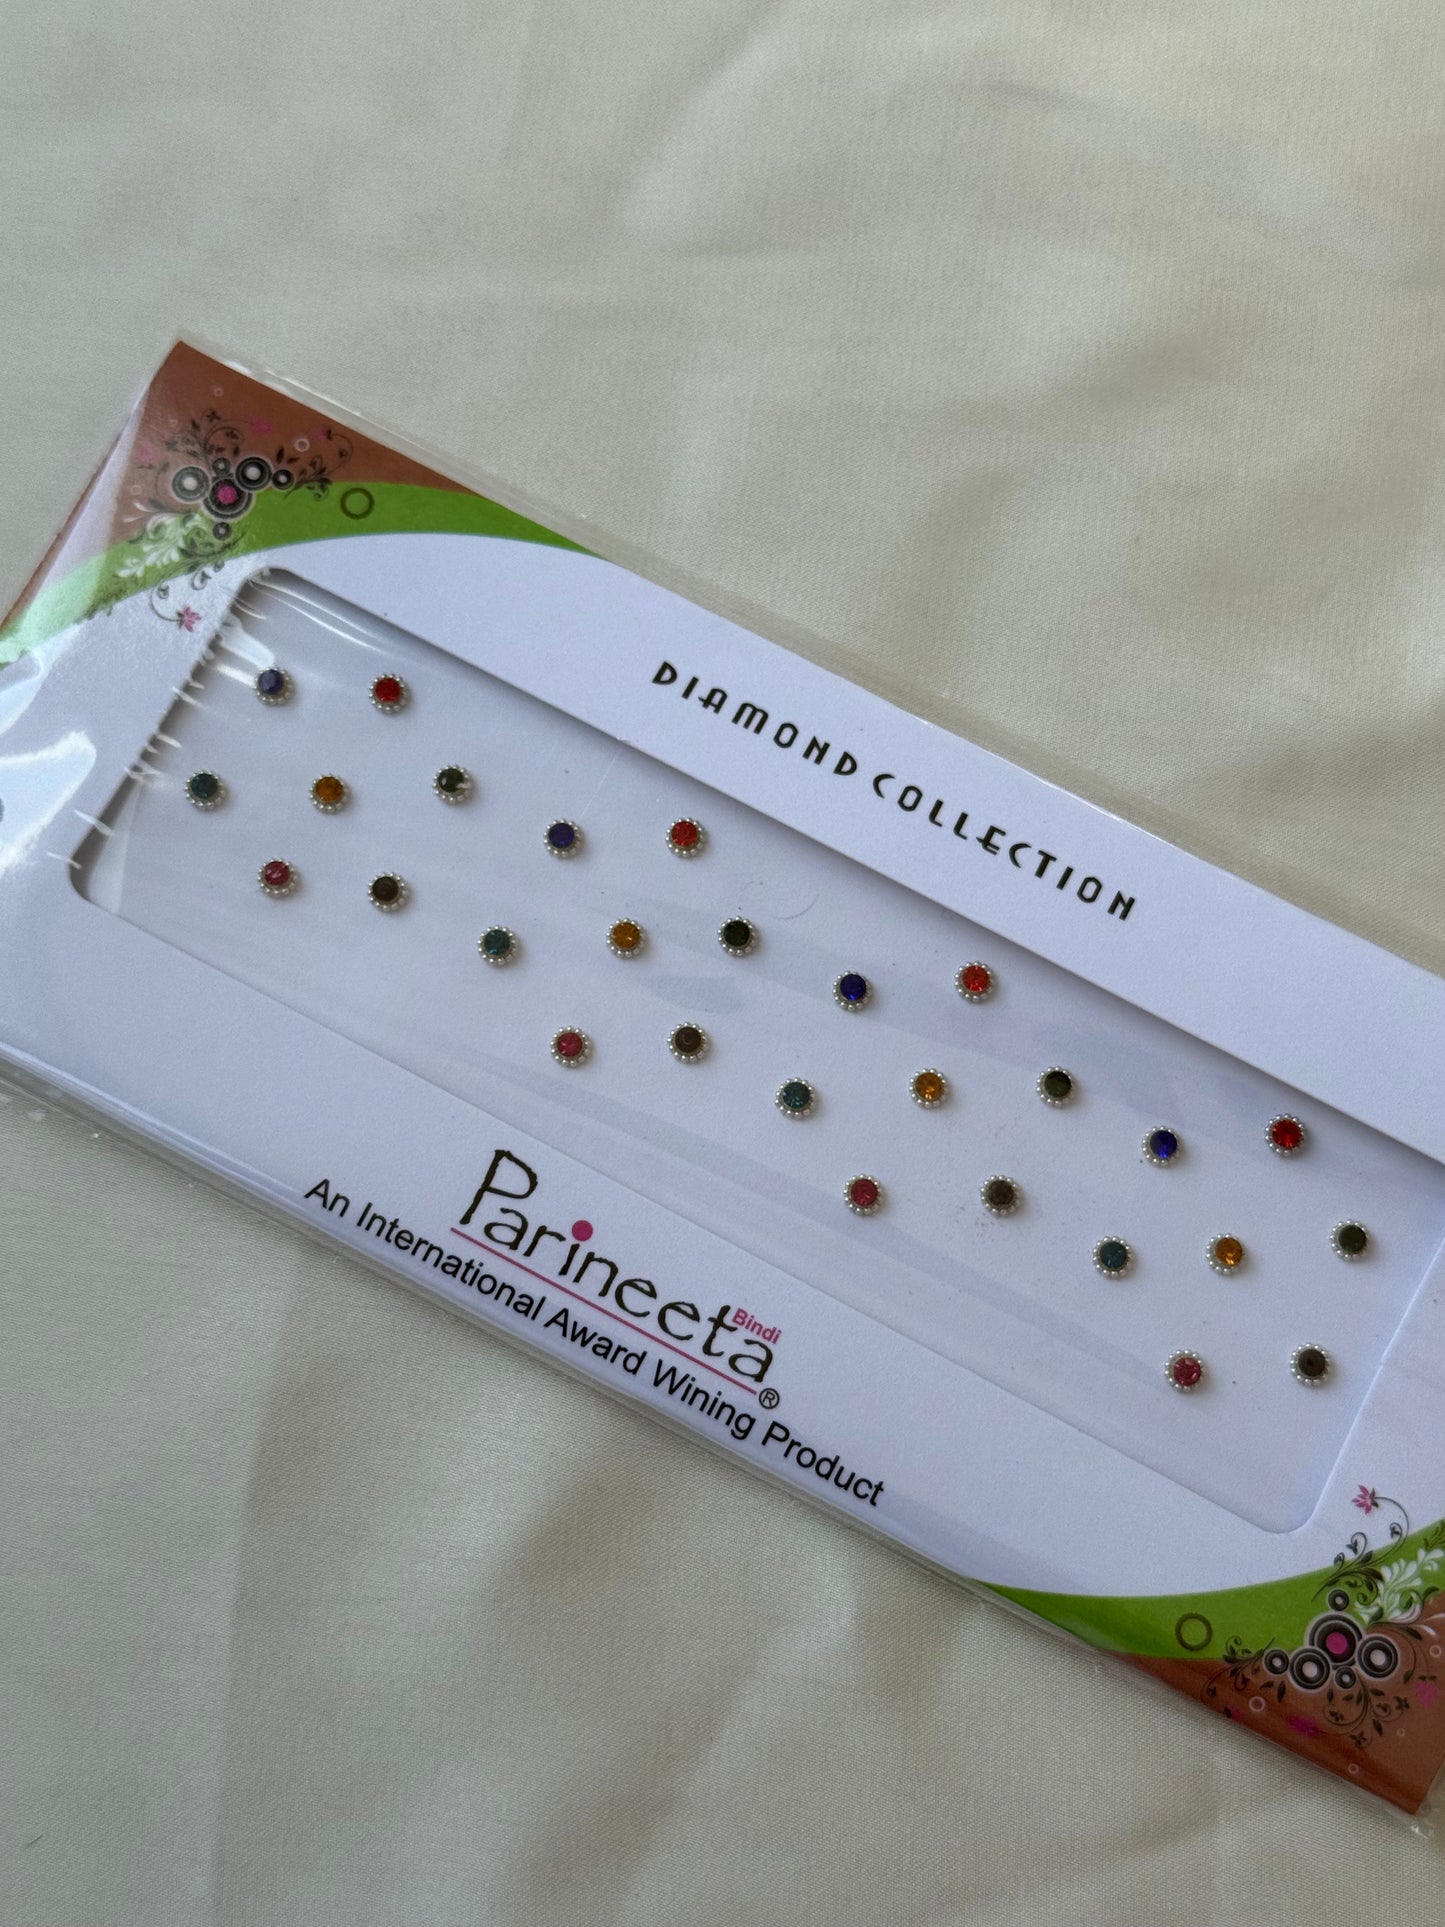 DIAMOND COLLECTION
Parineeta Bindi ®
An International Award Wining Product